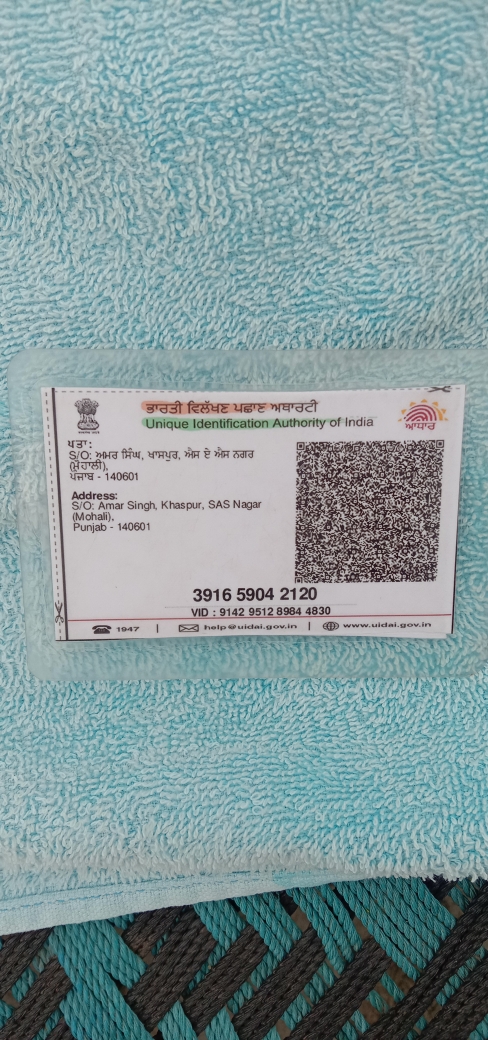 ਭਾਰਤੀ ਵਿਲੱਖਣ ਪਛਾਣ ਅਥਾਰਟੀ
Unique Identification Authority of India
ਆਧਾਰ
ਪਤਾ:
S/O: ਅਮਰ ਸਿੰਘ, ਖਾਸਪੁਰ, ਐਸ ਏ ਐਸ ਨਗਰ
(ਮੋਹਾਲੀ),
ਪੰਜਾਬ - 140601
Address:
S/O: Amar Singh, Khaspur, SAS Nagar
(Mohali),
Punjab - 140601
3916 5904 2120
VID : 9142 9512 8984 4830
1947 | help@uidai.gov.in | www.uidai.gov.in